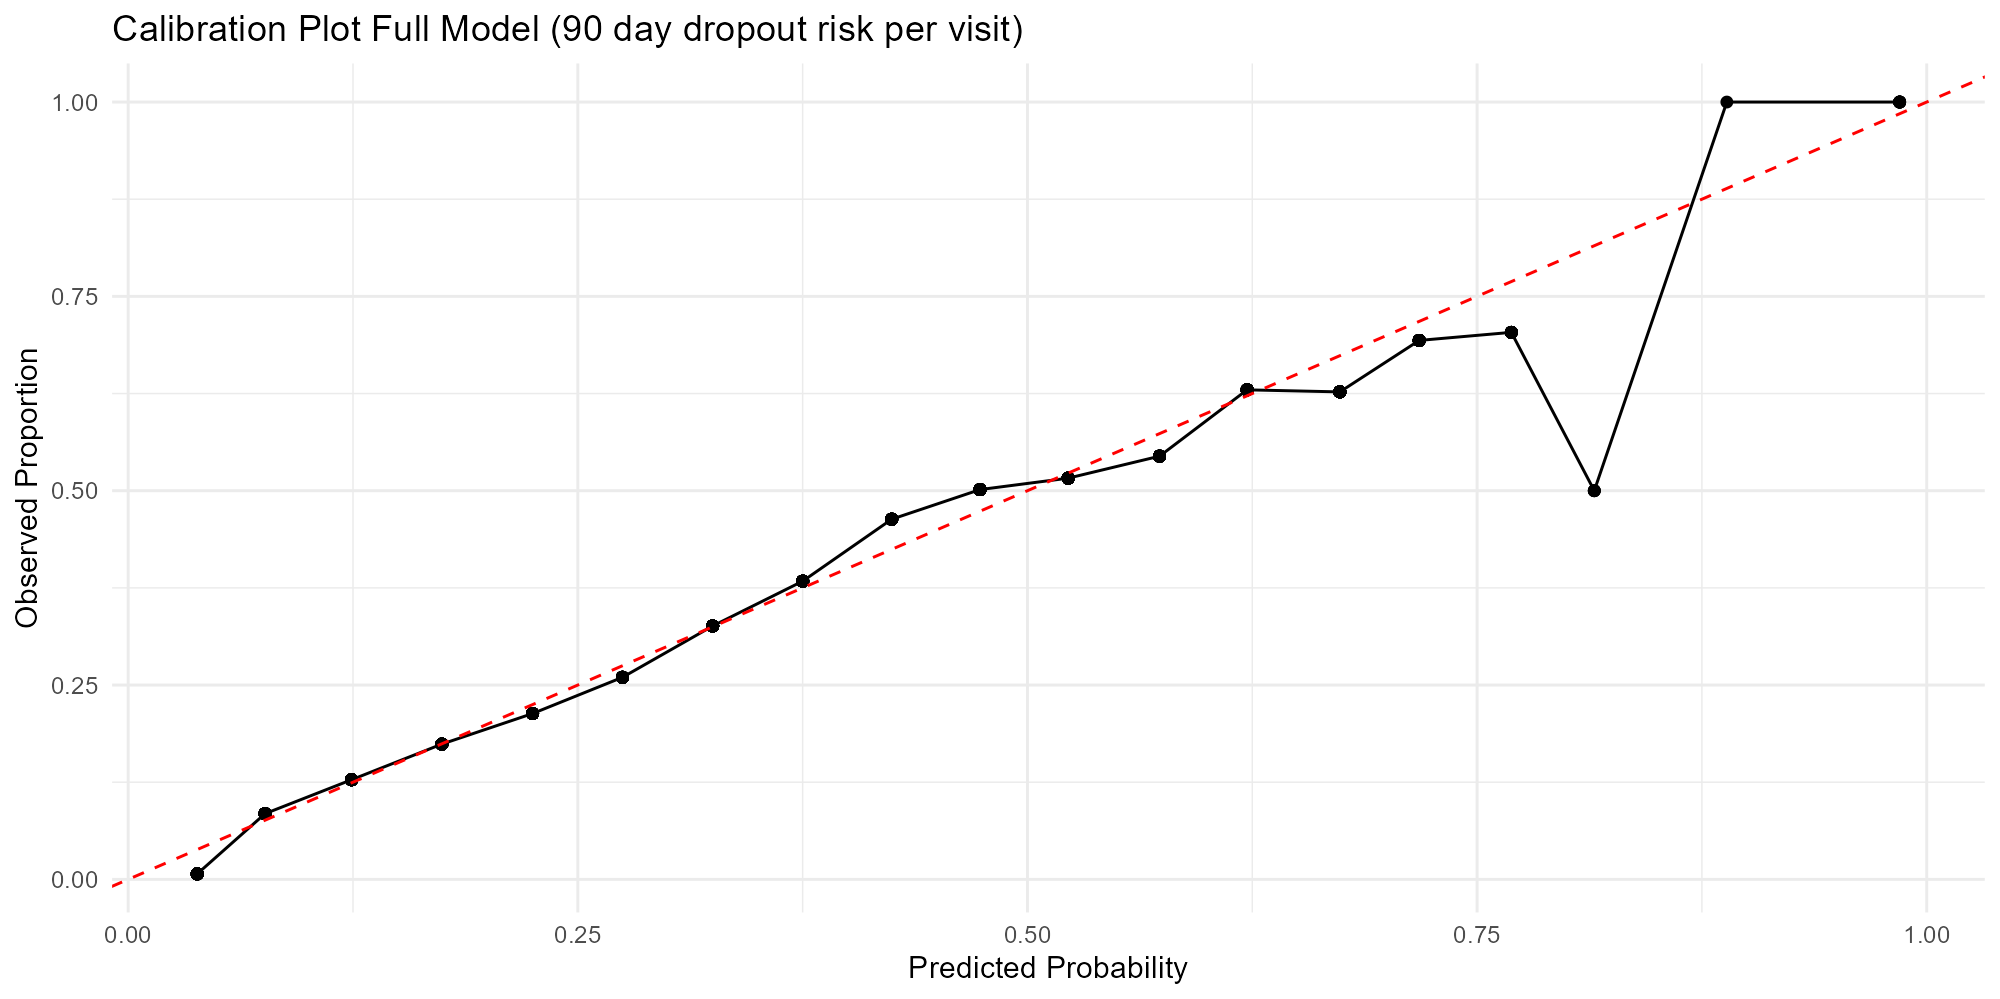 Calibration Plot Full Model (90 day dropout risk per visit)
1.00
0.75
0.50
0.25
0.00
Observed Proportion
0.00 0.25 0.50 0.75 1.00
Predicted Probability